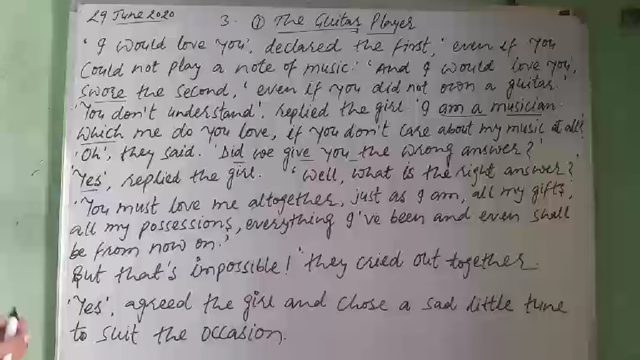 29 June 2020
3. ① The Guitar Player
'I would love you', declared the first, 'even if you
could not play a note of music.' 'And I would love you',
swore the second, 'even if you did not own a guitar.'
'You don't understand', replied the girl 'I am a musician.
Which me do you love, if you don't care about my music at all?'
'Oh', they said. 'Did we give you the wrong answer?'
'Yes, replied the girl. 'Well, what is the right answer?'
'You must love me altogether, just as I am, all my gifts,
all my possessions, everything I've been and even shall
be from now on.'
But that's impossible!' they cried out together.
'Yes', agreed the girl and chose a sad little tune
to suit the occasion.